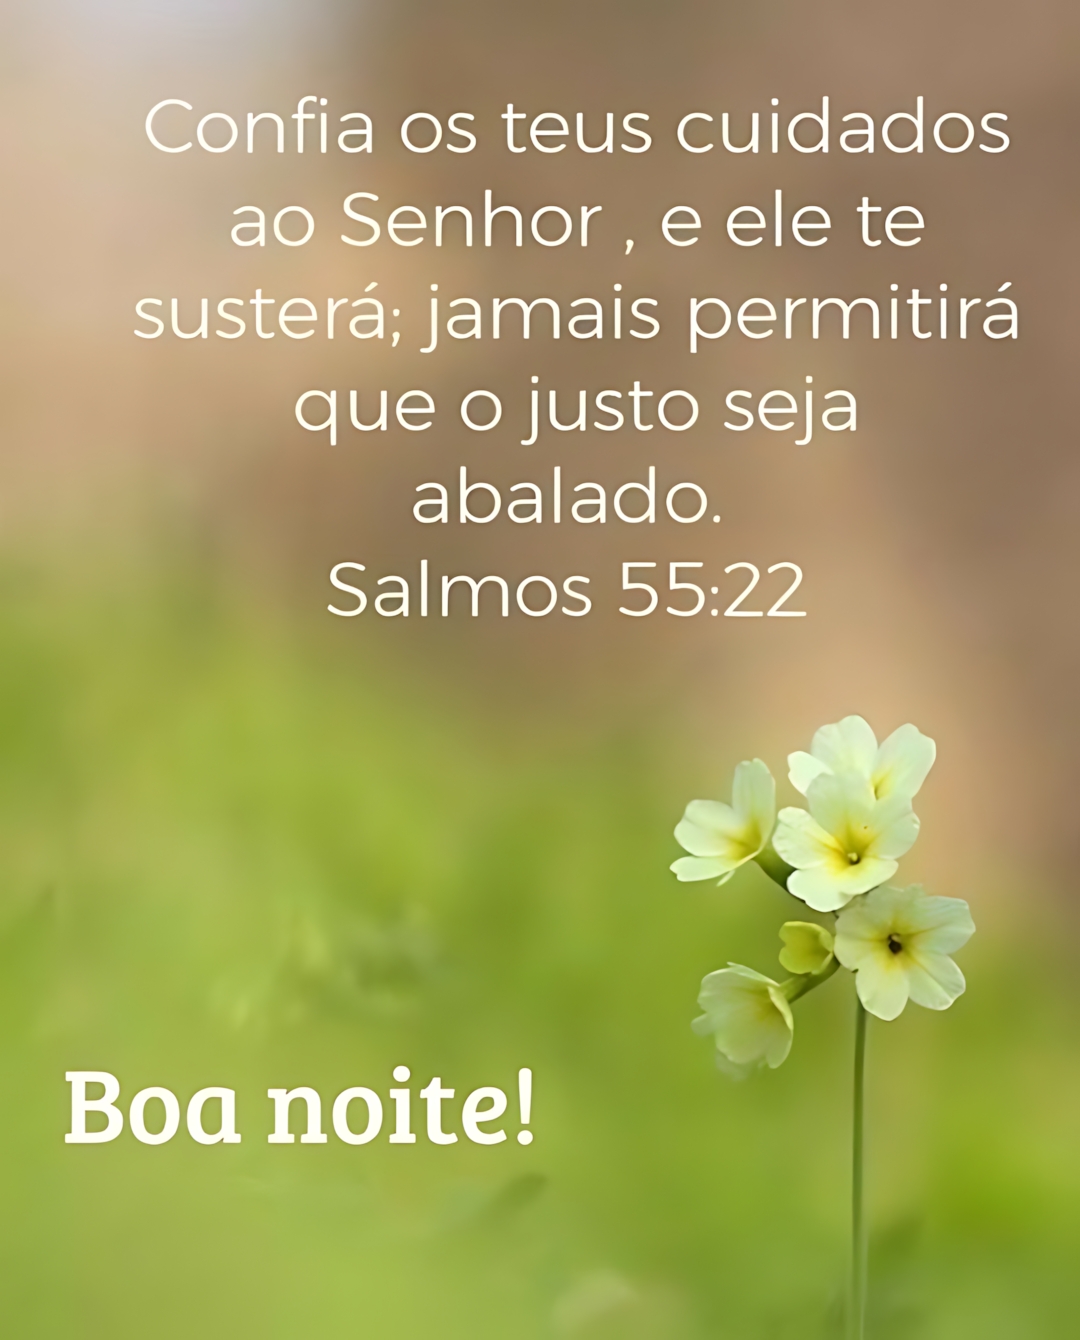 Confia os teus cuidados
ao Senhor , e ele te
susterá; jamais permitirá
que o justo seja
abalado.
Salmos 55:22
Boa noite!